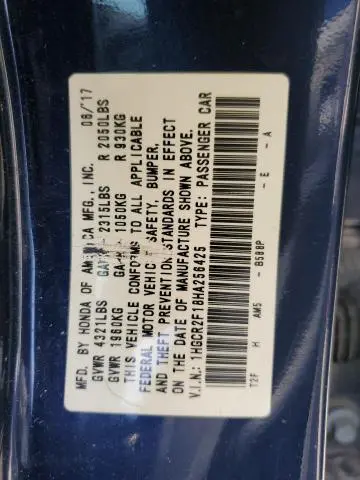 MFD. BY HONDA OF AMERICA MFG., INC. 08/'17
GVWR 4321LBS GAWR F 2315LBS R 2050LBS
GVWR 1960KG GAWR F 1050KG R 930KG
THIS VEHICLE CONFORMS TO ALL APPLICABLE
FEDERAL MOTOR VEHICLE SAFETY, BUMPER,
AND THEFT PREVENTION STANDARDS IN EFFECT
ON THE DATE OF MANUFACTURE SHOWN ABOVE.
V.I.N.: 1HGCR2F18HA256425 TYPE: PASSENGER CAR
T2F H AM5 - B588P - E - A